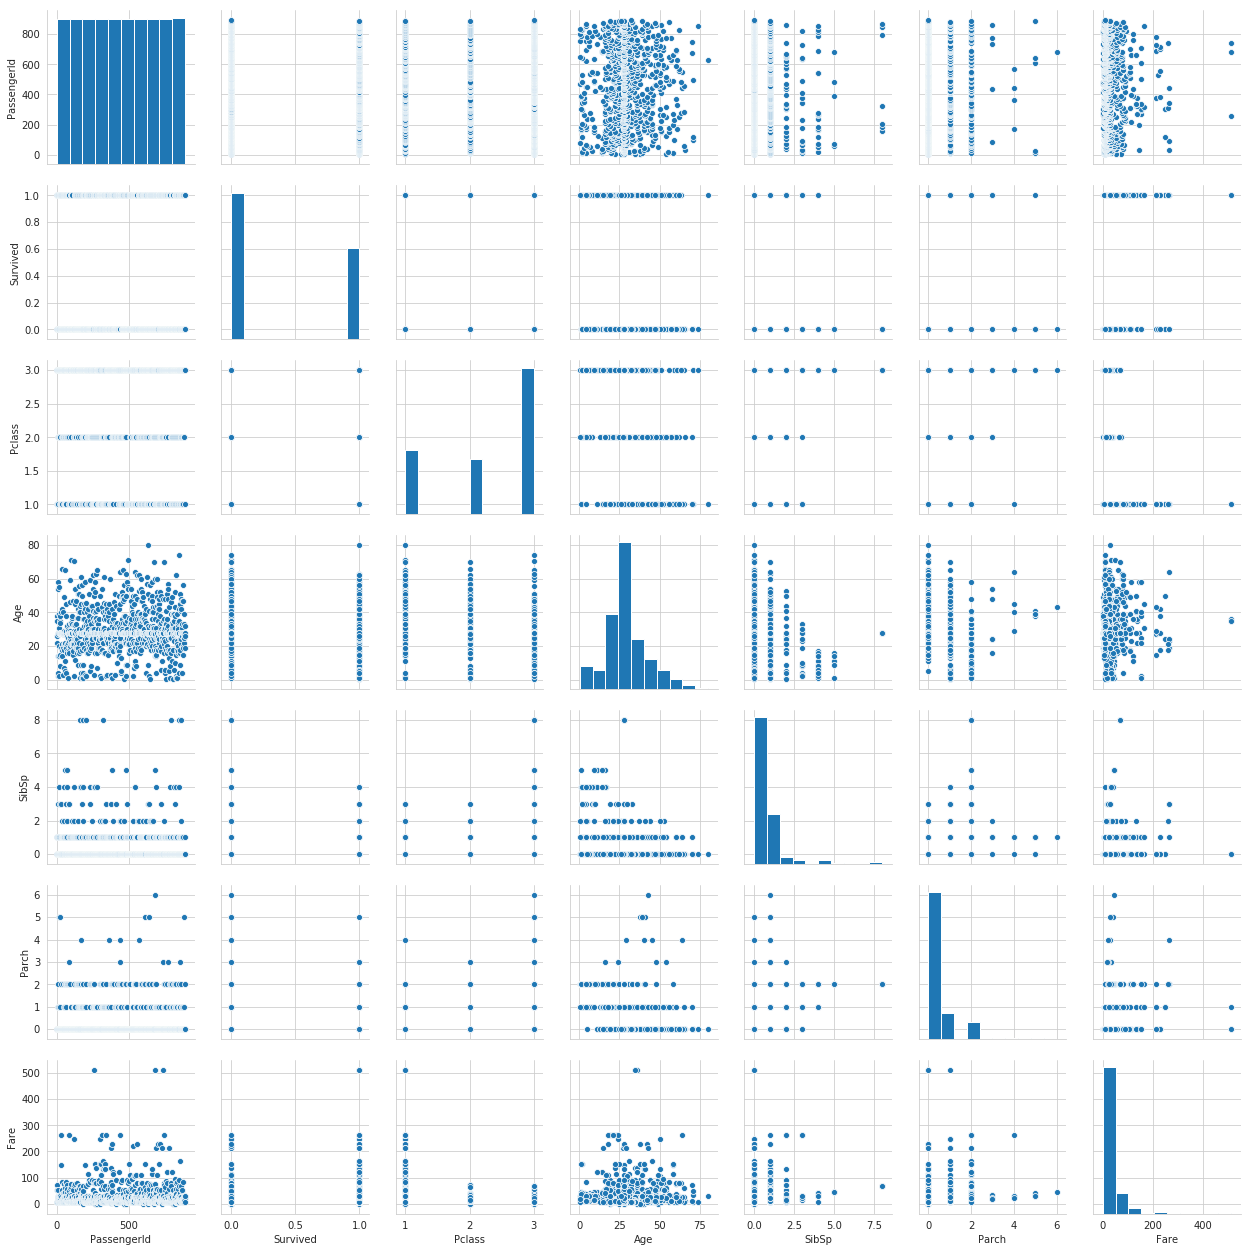 800
600
400
200
0
PassengerId
1.0
0.8
0.6
0.4
0.2
0.0
Survived
3.0
2.5
2.0
1.5
1.0
Pclass
80
60
40
20
0
Age
8
6
4
2
0
SibSp
6
5
4
3
2
1
0
Parch
500
400
300
200
100
0
Fare
0 500
0.0 0.5 1.0
1 2 3
0 25 50 75
0.0 2.5 5.0 7.5
0 2 4 6
0 200 400
PassengerId Survived Pclass Age SibSp Parch Fare